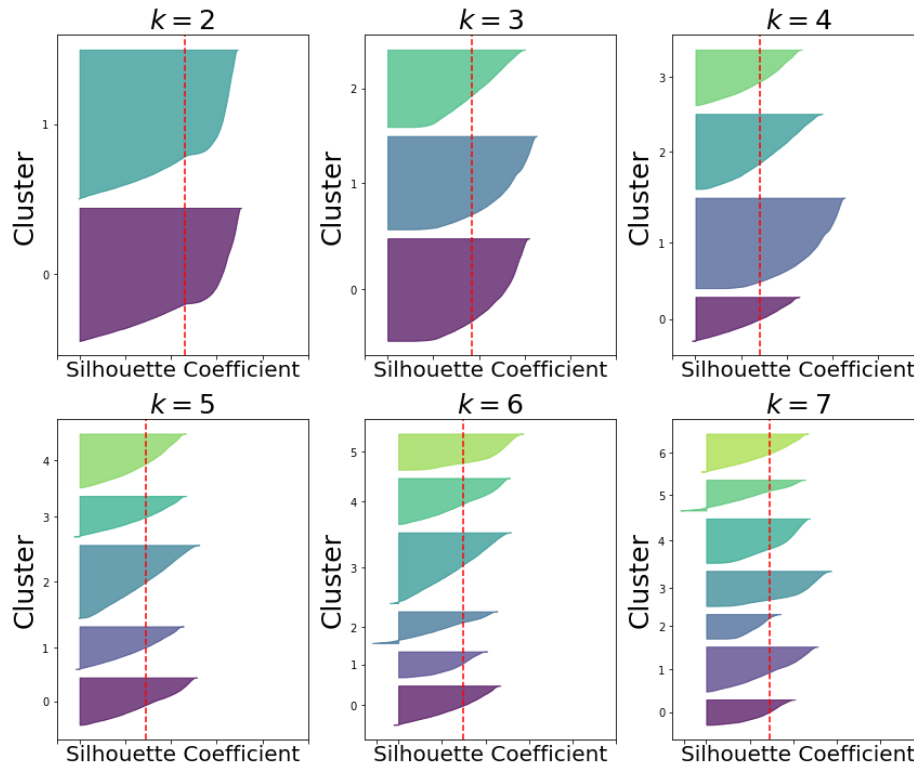 k = 2
1
0
Cluster
Silhouette Coefficient
k = 3
2
1
0
Cluster
Silhouette Coefficient
k = 4
3
2
1
0
Cluster
Silhouette Coefficient
k = 5
4
3
2
1
0
Cluster
Silhouette Coefficient
k = 6
5
4
3
2
1
0
Cluster
Silhouette Coefficient
k = 7
6
5
4
3
2
1
0
Cluster
Silhouette Coefficient